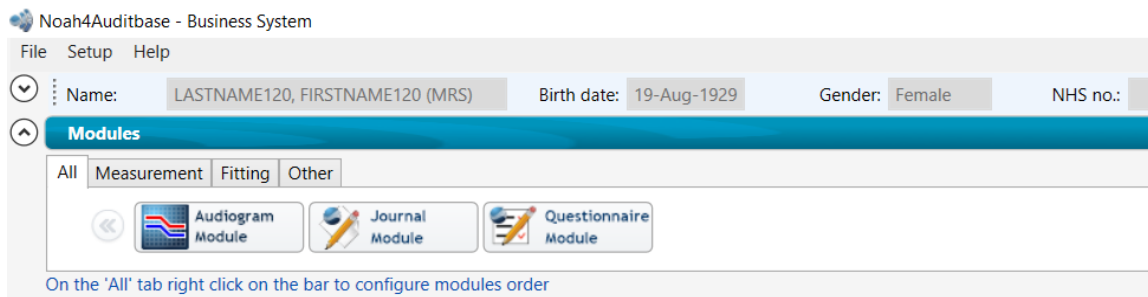 Noah4Auditbase - Business System
File Setup Help
Name: LASTNAME120, FIRSTNAME120 (MRS) Birth date: 19-Aug-1929 Gender: Female NHS no.:
Modules
All Measurement Fitting Other
Audiogram Module Journal Module Questionnaire Module
On the 'All' tab right click on the bar to configure modules order